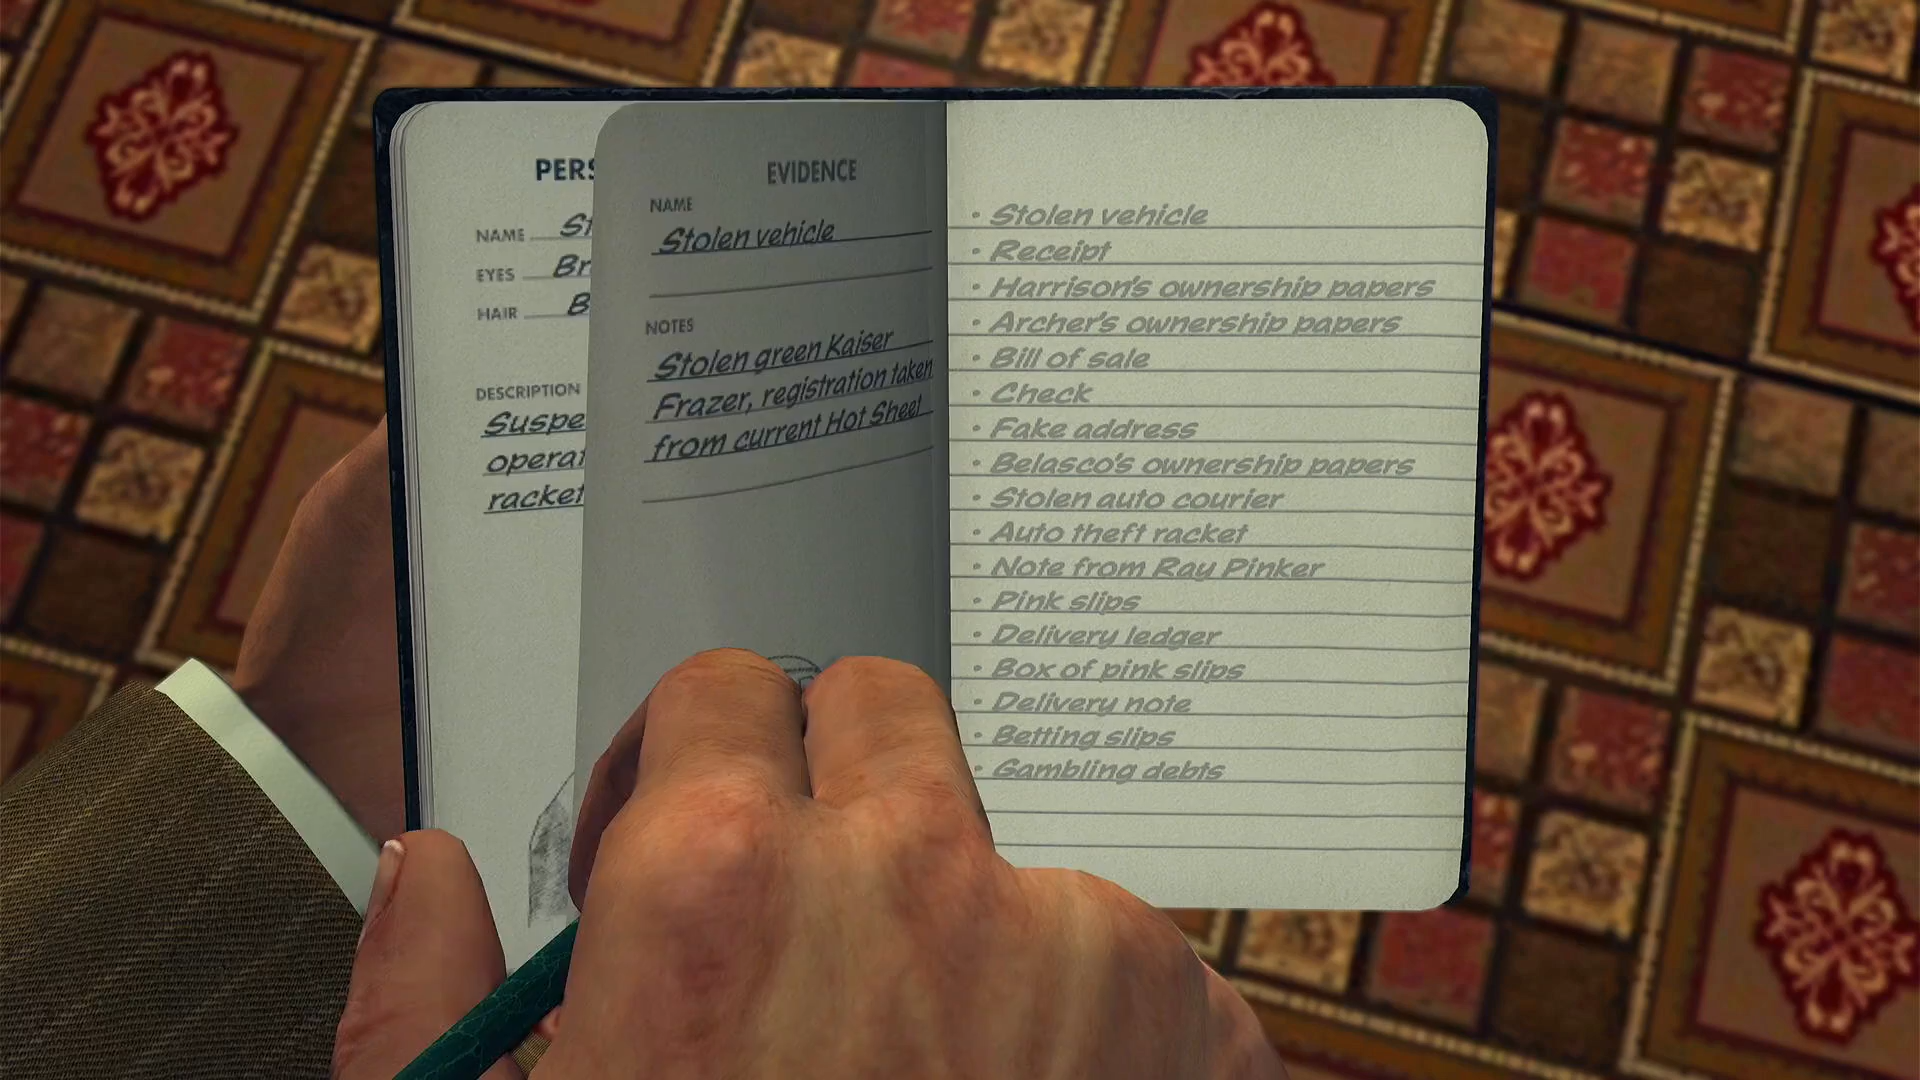 PERS
NAME St
EYES Br
HAIR B
DESCRIPTION
Suspe
operat
racket
EVIDENCE
NAME
Stolen vehicle
NOTES
Stolen green Kaiser
Frazer, registration taken
from current Hot Sheet
• Stolen vehicle
• Receipt
• Harrison's ownership papers
• Archer's ownership papers
• Bill of sale
• Check
• Fake address
• Belasco's ownership papers
• Stolen auto courier
• Auto theft racket
• Note from Ray Pinker
• Pink slips
• Delivery ledger
• Box of pink slips
• Delivery note
• Betting slips
• Gambling debts